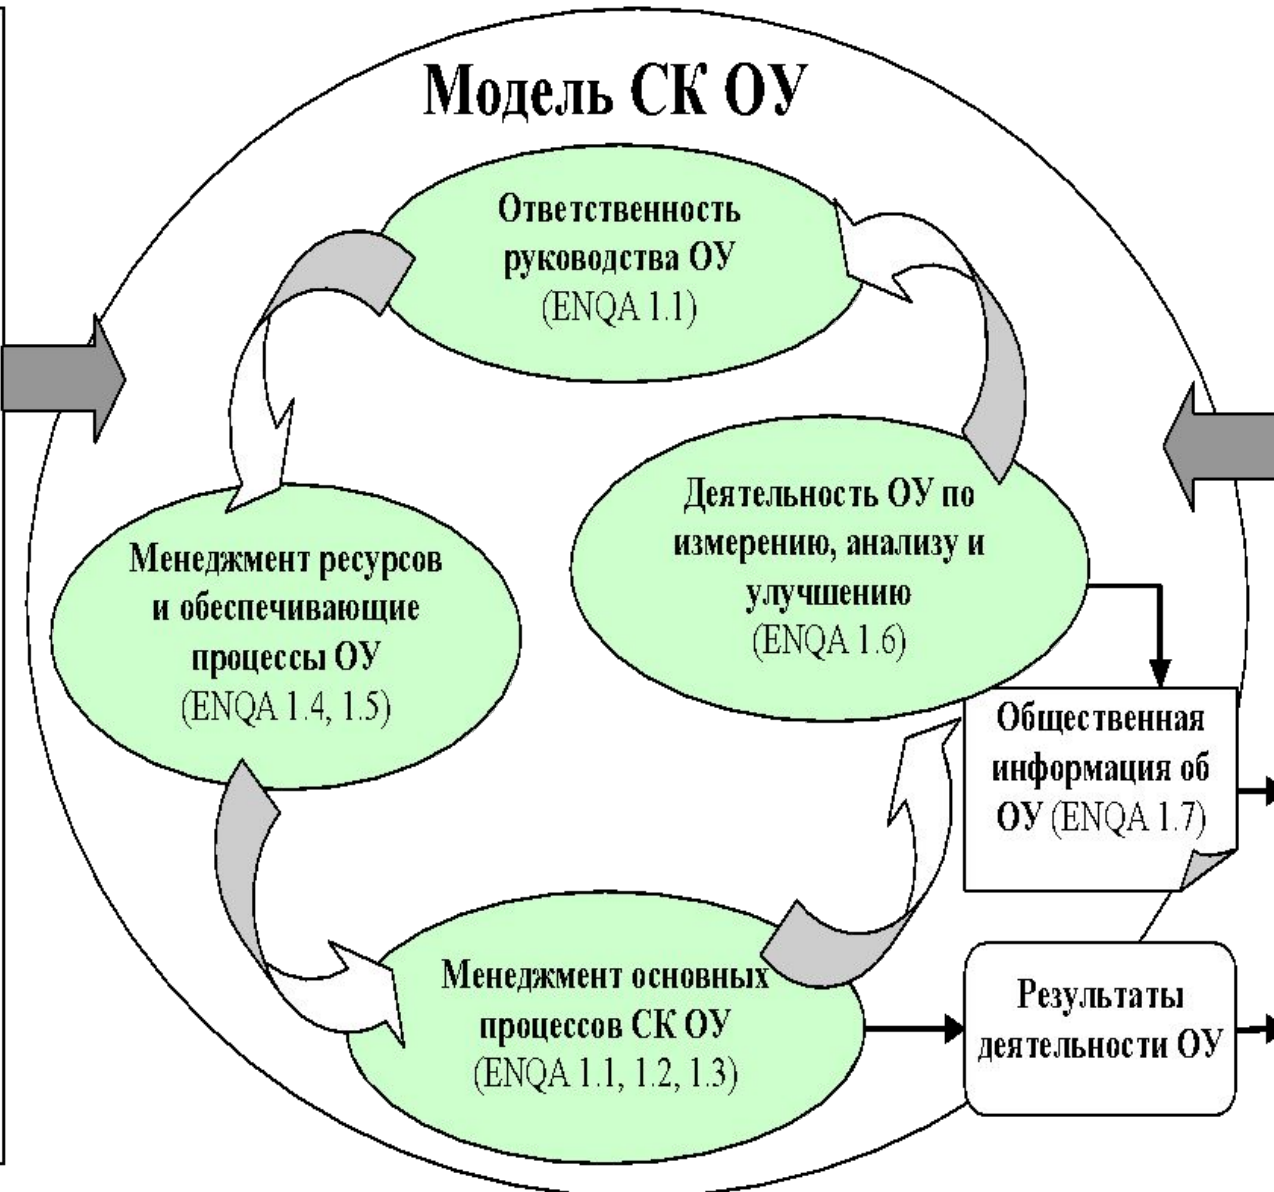 Модель СК ОУ
Ответственность
руководства ОУ
(ENQA 1.1)
Деятельность ОУ по
измерению, анализу и
улучшению
(ENQA 1.6)
Менеджмент ресурсов
и обеспечивающие
процессы ОУ
(ENQA 1.4, 1.5)
Общественная
информация об
ОУ (ENQA 1.7)
Менеджмент основных
процессов СК ОУ
(ENQA 1.1, 1.2, 1.3)
Результаты
деятельности ОУ